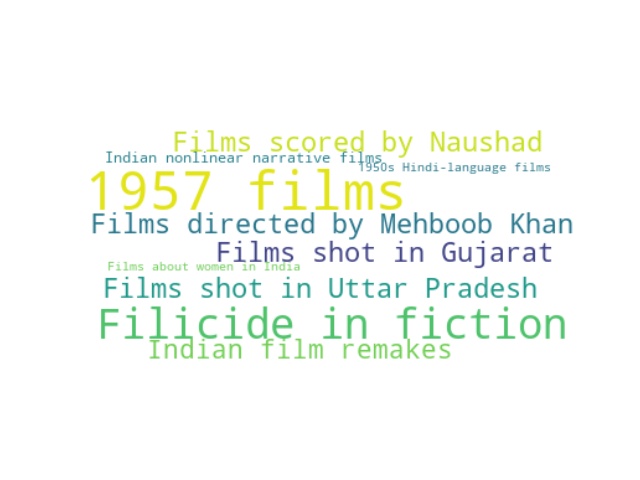 Films scored by Naushad
Indian nonlinear narrative films
1950s Hindi-language films
1957 films
Films directed by Mehboob Khan
Films shot in Gujarat
Films about women in India
Films shot in Uttar Pradesh
Filicide in fiction
Indian film remakes